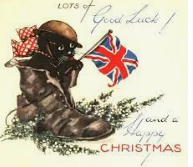 LOTS of
Good Luck!
and a
Happy
CHRISTMAS